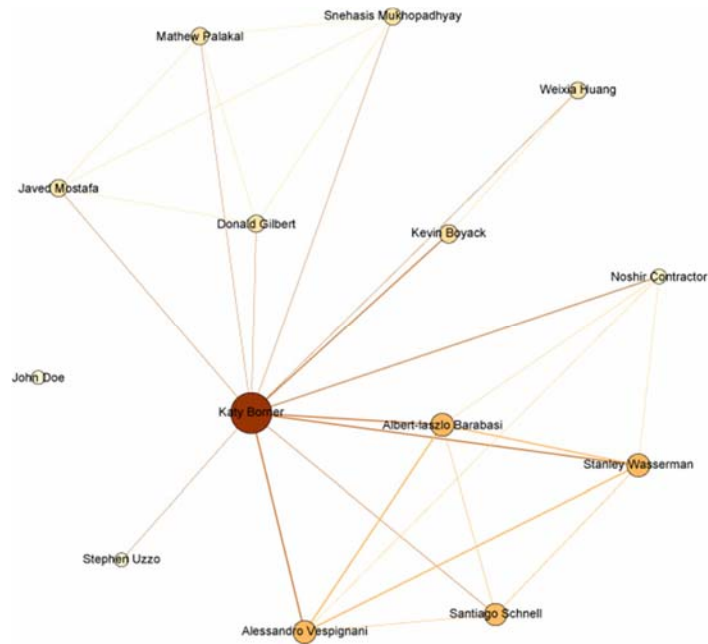 Snehasis Mukhopadhyay
Mathew Palakal
Weixia Huang
Javed Mostafa
Donald Gilbert
Kevin Boyack
Noshir Contractor
John Doe
Katy Borner
Albert-laszlo Barabasi
Stanley Wasserman
Stephen Uzzo
Santiago Schnell
Alessandro Vespignani